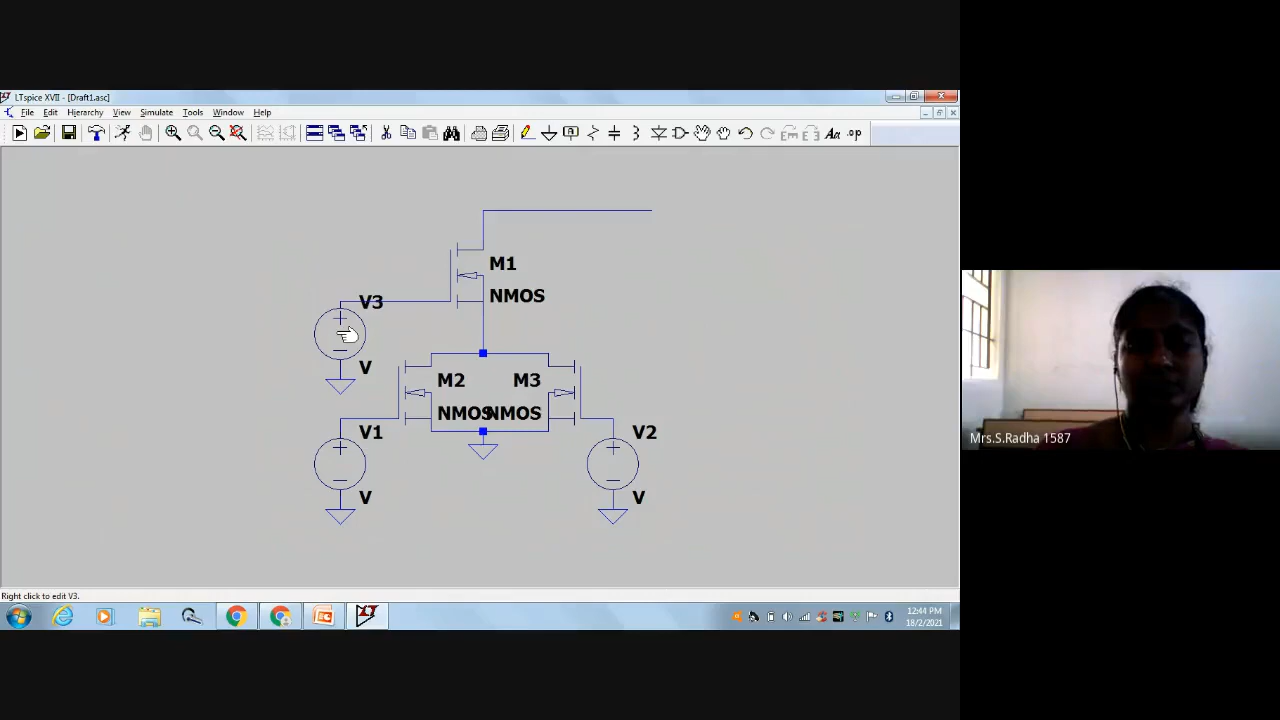 LTspice XVII - [Draft1.asc]
File Edit Hierarchy View Simulate Tools Window Help
M1
NMOS
V3
V
M2
M3
NMOS
NMOS
V1
V2
V
V
Right click to edit V3.
12:44 PM
18/2/2021
Mrs.S.Radha 1587